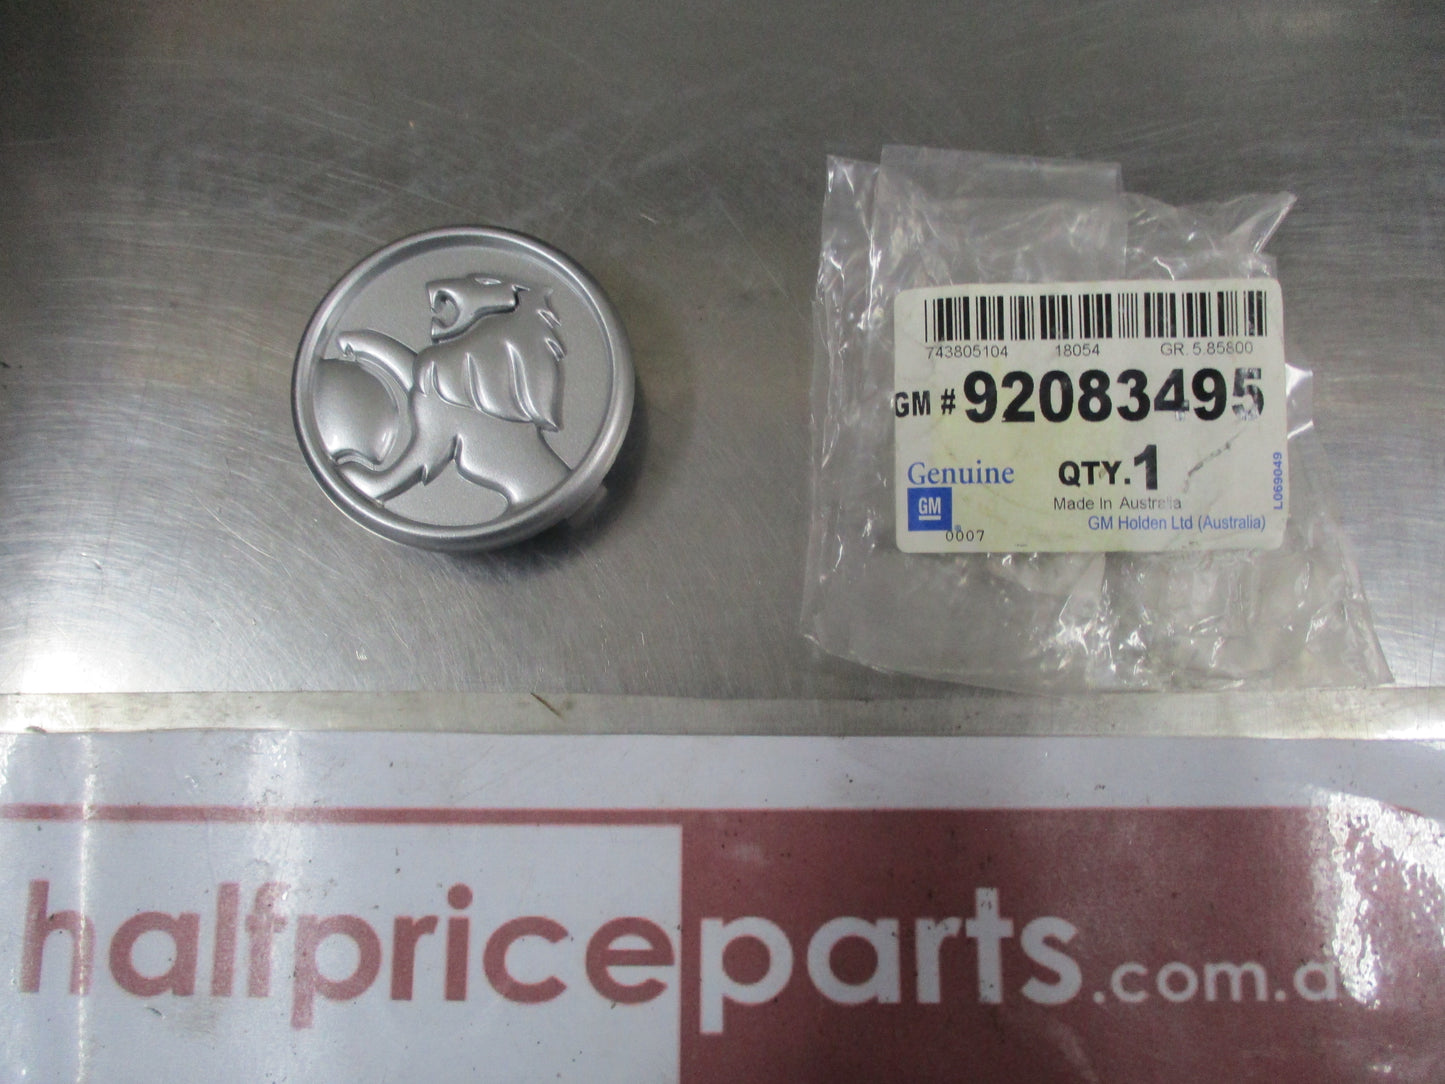 743805104 18054 GR. 5.85800
GM # 92083495
Genuine QTY. 1
GM
Made In Australia
GM Holden Ltd (Australia)
0007
L069049
halfpriceparts.com.a